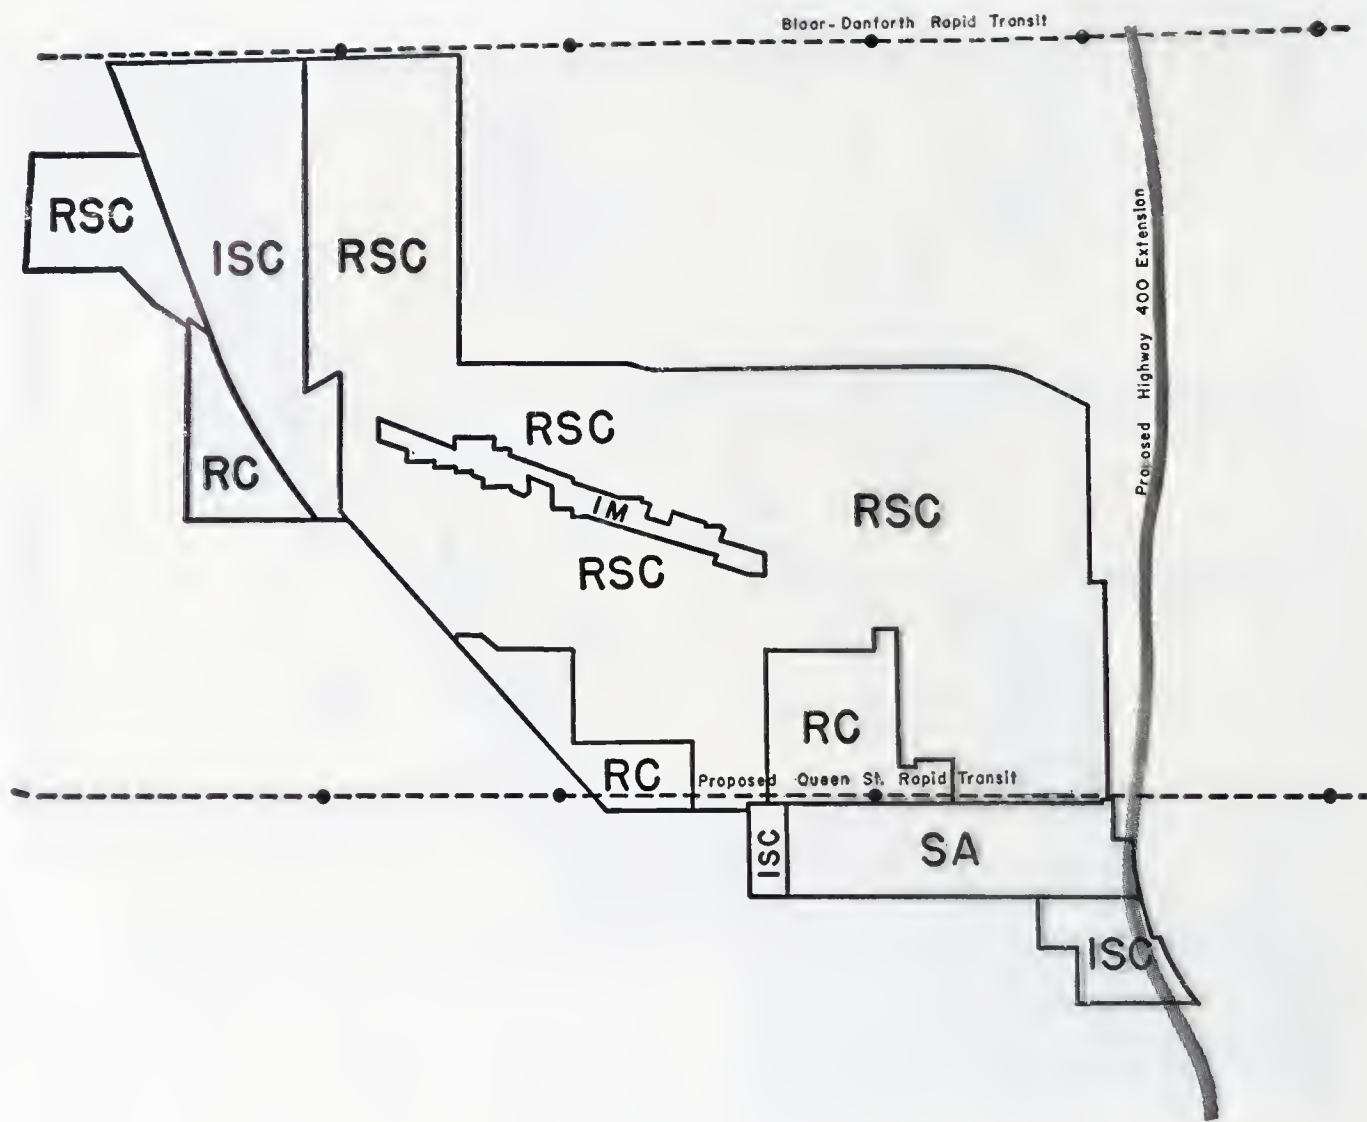 Bloor-Danforth Rapid Transit
RSC
ISC
RSC
Proposed Highway 400 Extension
RSC
RC
IM
RSC
RSC
RC
RC
Proposed Queen St. Rapid Transit
ISC
SA
ISC